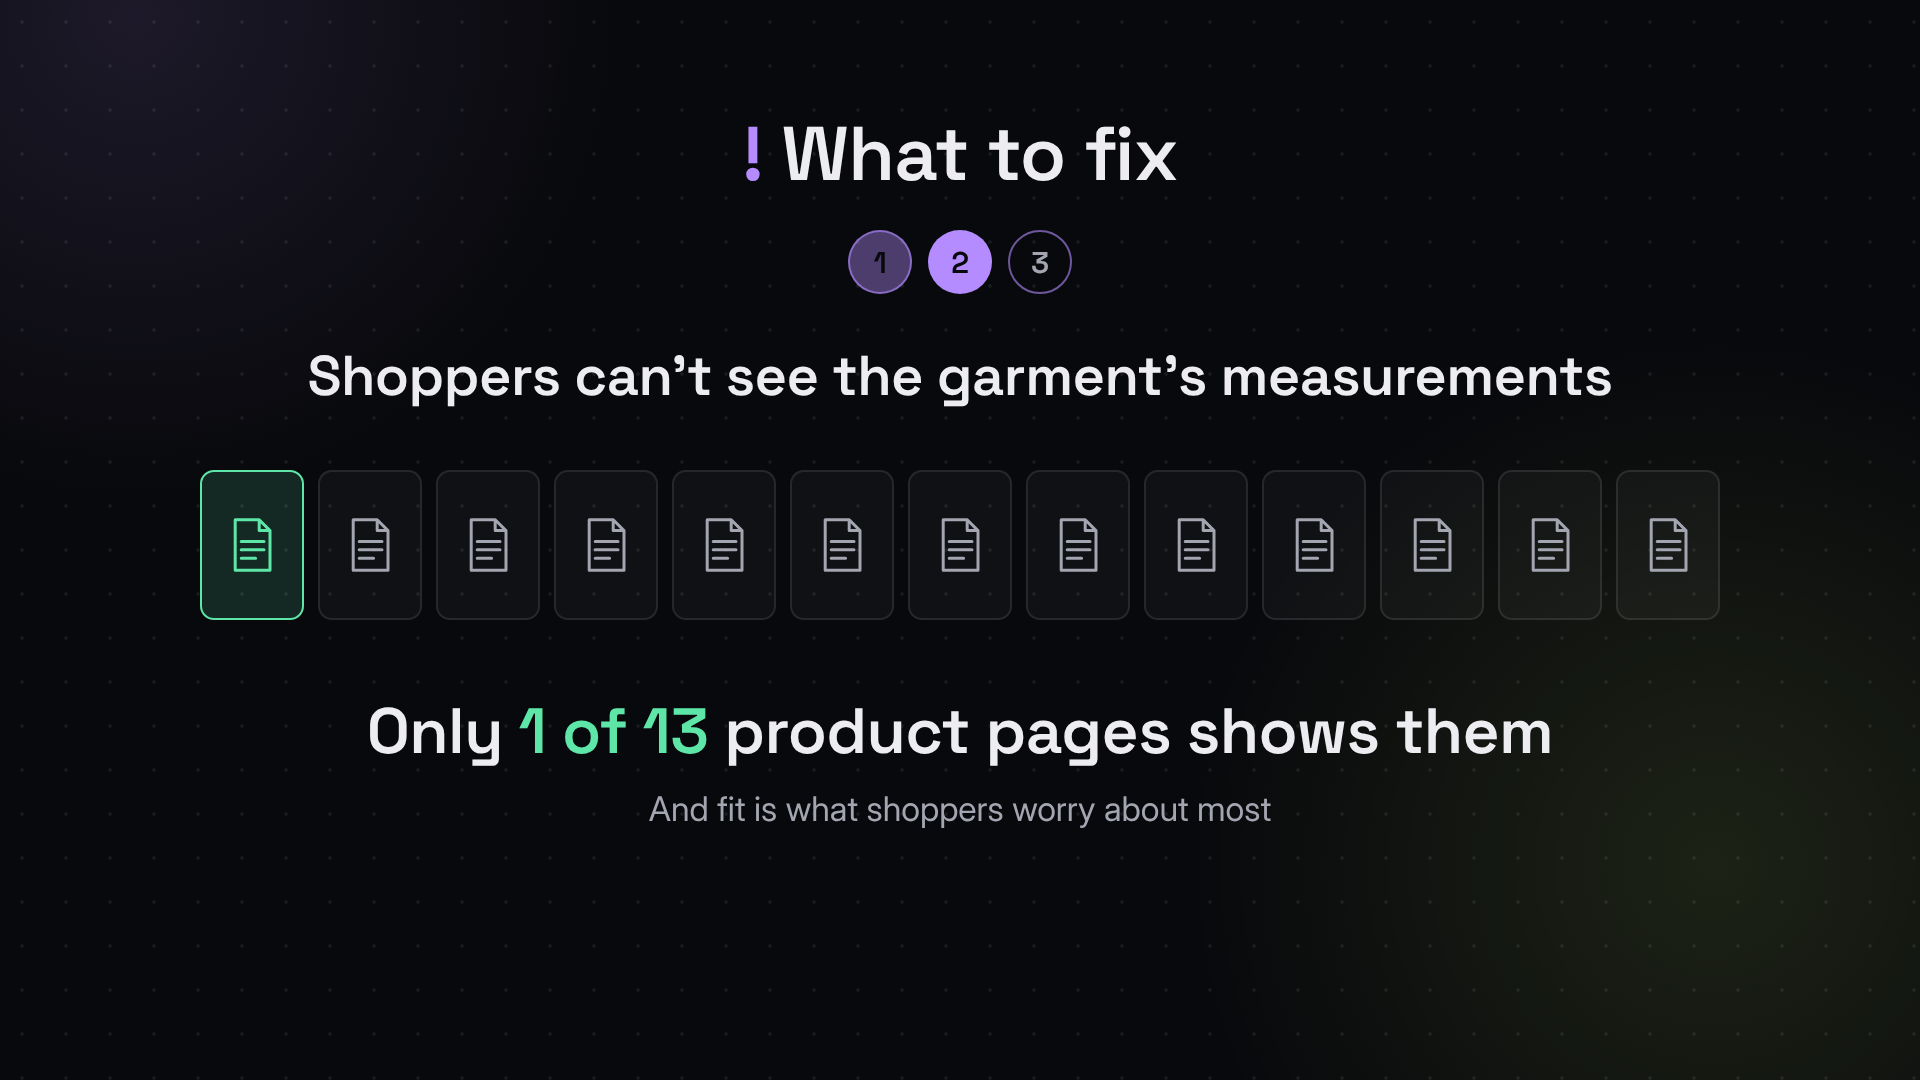 ! What to fix
1 2 3
Shoppers can’t see the garment’s measurements
Only 1 of 13 product pages shows them
And fit is what shoppers worry about most